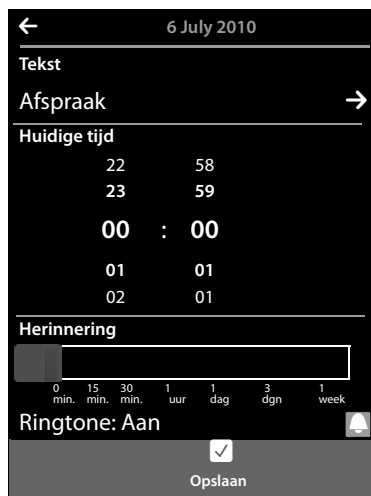 6 July 2010
Tekst
Afspraak
Huidige tijd
22 58
23 59
00 : 00
01 01
02 01
Herinnering
0 min. 15 min. 30 min. 1 uur 1 dag 3 dgn 1 week
Ringtone: Aan
Opslaan